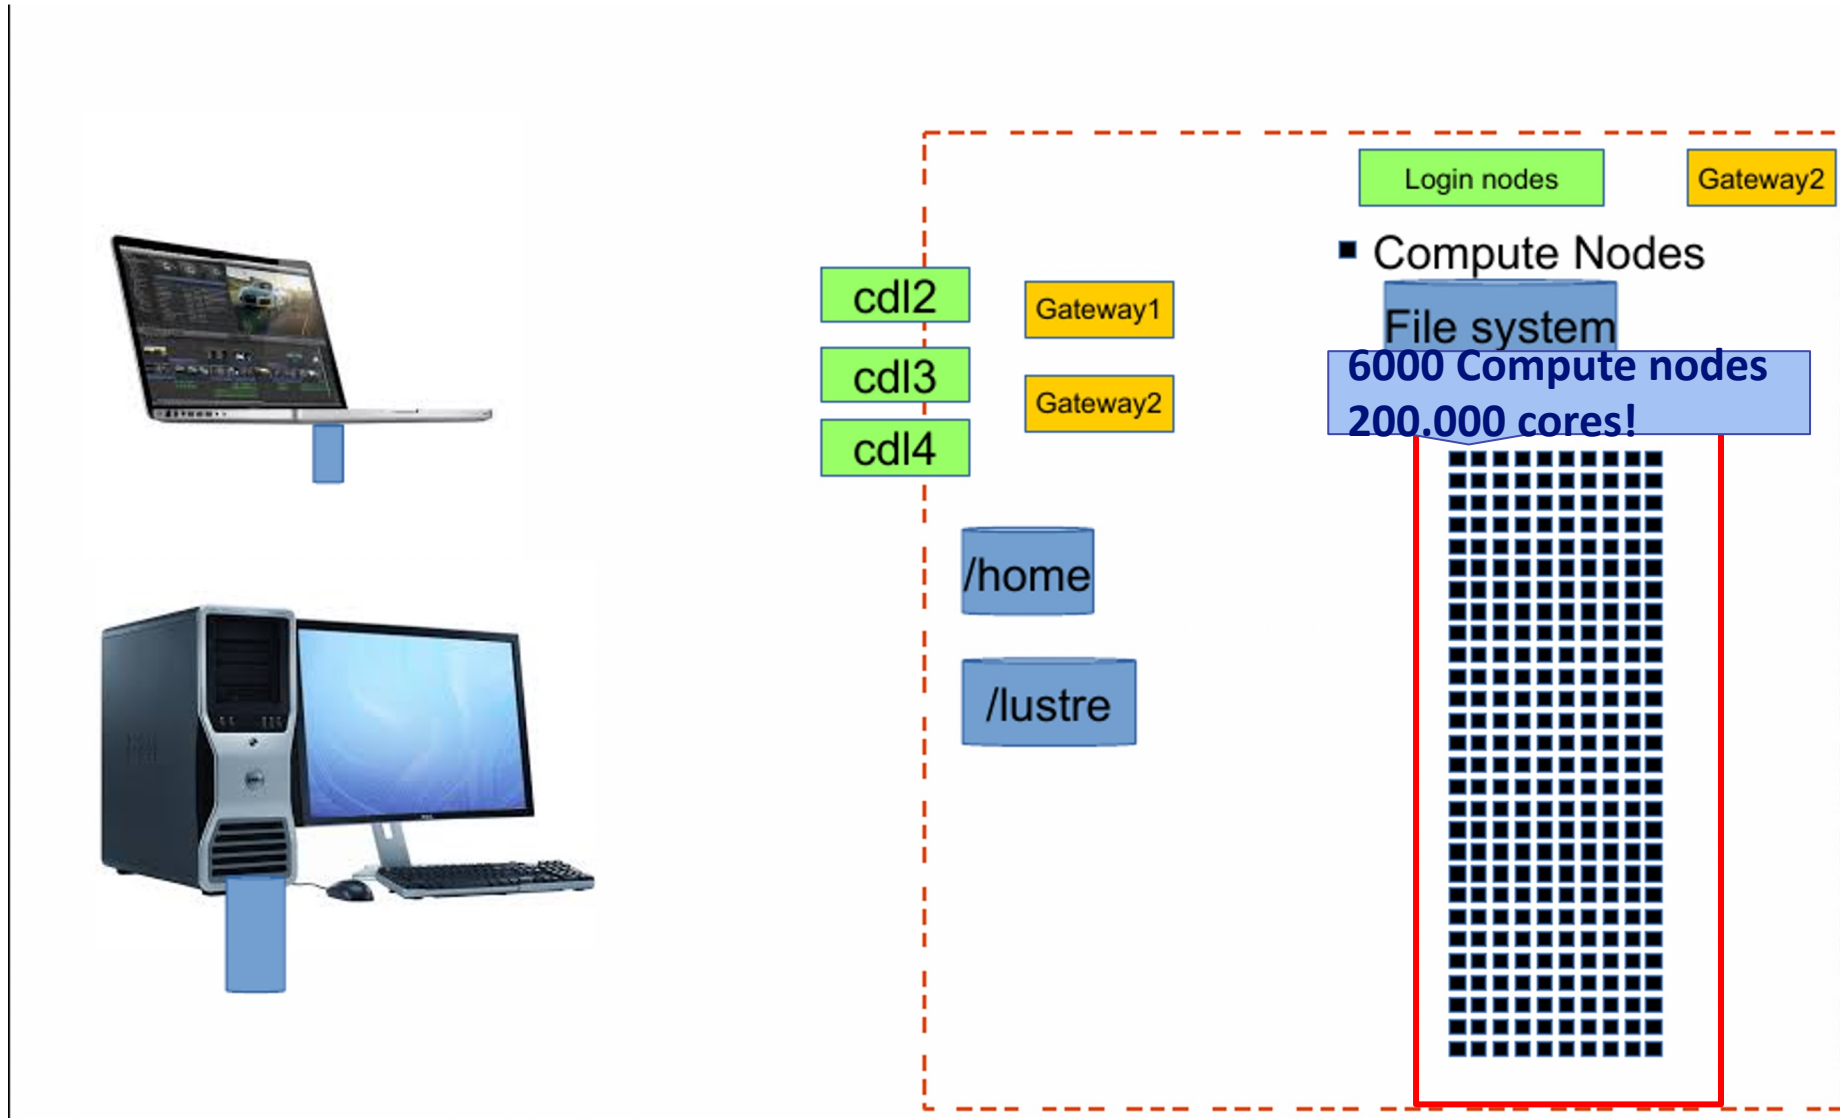 Login nodes
Gateway2
Compute Nodes
File system
6000 Compute nodes
200.000 cores!
cdl2
Gateway1
cdl3
Gateway2
cdl4
/home
/lustre